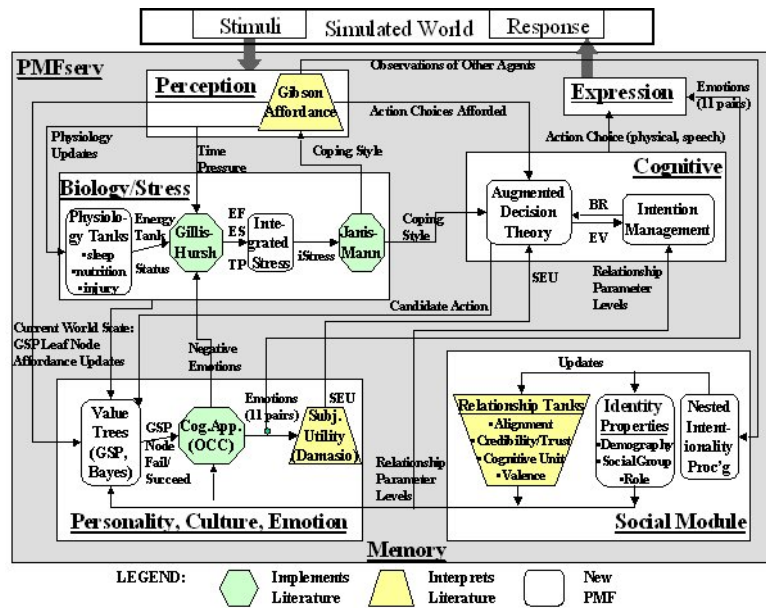 Stimuli
Simulated World
Response
PMFserv
Observations of Other Agents
Perception
Gibson
Affordance
Action Choices Afforded
Expression
Emotions
(11 pairs)
Physiology
Updates
Time
Pressure
Coping Style
Action Choice (physical, speech)
Cognitive
Biology/Stress
Physiolo-
gy Tanks
▪sleep
▪nutrition
▪injury
Energy
Tank
Status
Gillis-
Hursh
EF
ES
TP
Inte-
grated
Stress
iStress
Janis-
Mann
Coping
Style
Augmented
Decision
Theory
BR
EV
Intention
Management
SEU
Relationship
Parameter
Levels
Candidate Action
Current World State:
GSP Leaf Node
Affordance Updates
Negative
Emotions
Value
Trees
(GSP,
Bayes)
GSP
Node
Fail/
Succeed
Cog.App.
(OCC)
Emotions
(11 pairs)
SEU
Subj.
Utility
(Damasio)
Personality, Culture, Emotion
Relationship
Parameter
Levels
Updates
Relationship Tanks
▪Alignment
▪Credibility/Trust
▪Cognitive Unit
▪Valence
Identity
Properties
▪Demography
▪SocialGroup
▪Role
Nested
Intent-
ionality
Proc'g
Social Module
Memory
LEGEND:
Implements
Literature
Interprets
Literature
New
PMF